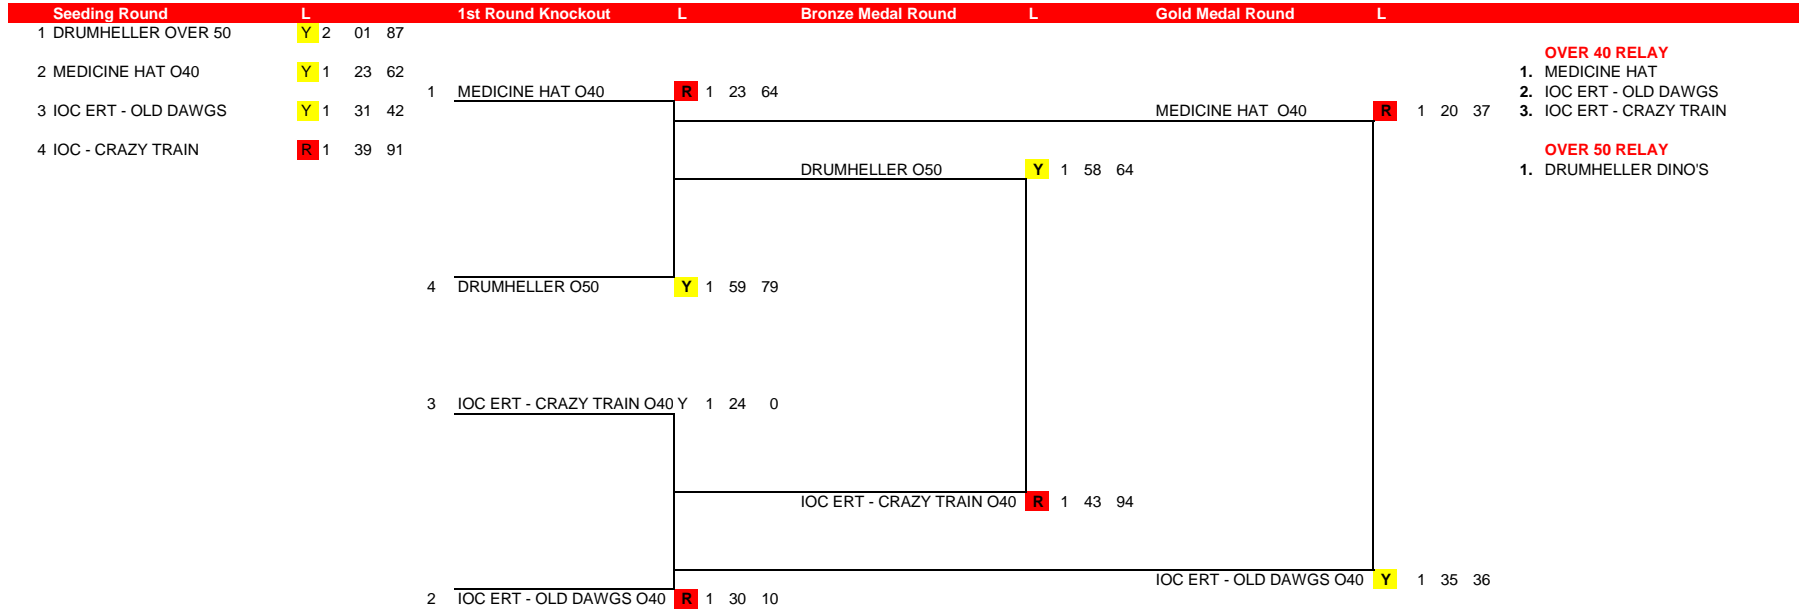 Seeding Round L 1st Round Knockout L Bronze Medal Round L Gold Medal Round L
1 DRUMHELLER OVER 50 Y 2 01 87
OVER 40 RELAY
2 MEDICINE HAT O40 Y 1 23 62
1. MEDICINE HAT
1 MEDICINE HAT O40 R 1 23 64
2. IOC ERT - OLD DAWGS
3 IOC ERT - OLD DAWGS Y 1 31 42
MEDICINE HAT O40 R 1 20 37
3. IOC ERT - CRAZY TRAIN
4 IOC - CRAZY TRAIN R 1 39 91
OVER 50 RELAY
DRUMHELLER O50 Y 1 58 64
1. DRUMHELLER DINO'S
4 DRUMHELLER O50 Y 1 59 79
3 IOC ERT - CRAZY TRAIN O40 Y 1 24 0
IOC ERT - CRAZY TRAIN O40 R 1 43 94
IOC ERT - OLD DAWGS O40 Y 1 35 36
2 IOC ERT - OLD DAWGS O40 R 1 30 10